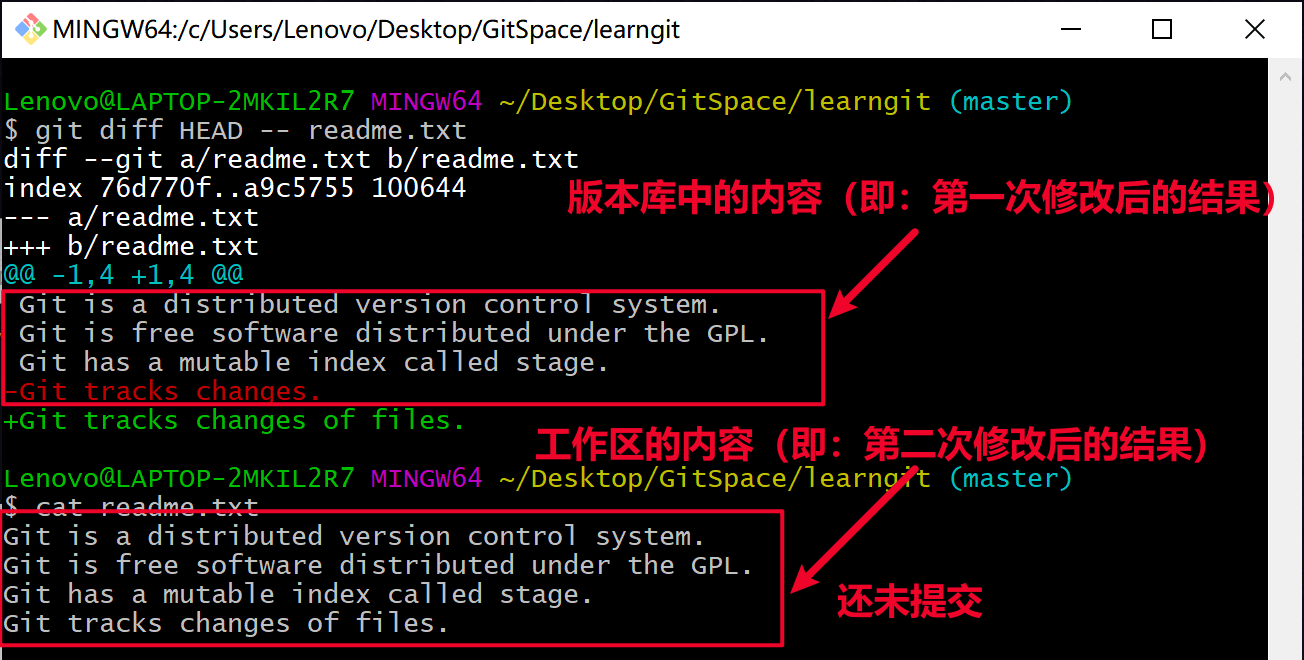 MINGW64:/c/Users/Lenovo/Desktop/GitSpace/learngit
Lenovo@LAPTOP-2MKIL2R7 MINGW64 ~/Desktop/GitSpace/learngit (master)
$ git diff HEAD -- readme.txt
diff --git a/readme.txt b/readme.txt
index 76d770f..a9c5755 100644
版本库中的内容（即：第一次修改后的结果）
--- a/readme.txt
+++ b/readme.txt
@@ -1,4 +1,4 @@
 Git is a distributed version control system.
 Git is free software distributed under the GPL.
 Git has a mutable index called stage.
-Git tracks changes.
+Git tracks changes of files.
工作区的内容（即：第二次修改后的结果）
Lenovo@LAPTOP-2MKIL2R7 MINGW64 ~/Desktop/GitSpace/learngit (master)
$ cat readme.txt
Git is a distributed version control system.
Git is free software distributed under the GPL.
Git has a mutable index called stage.
还未提交
Git tracks changes of files.